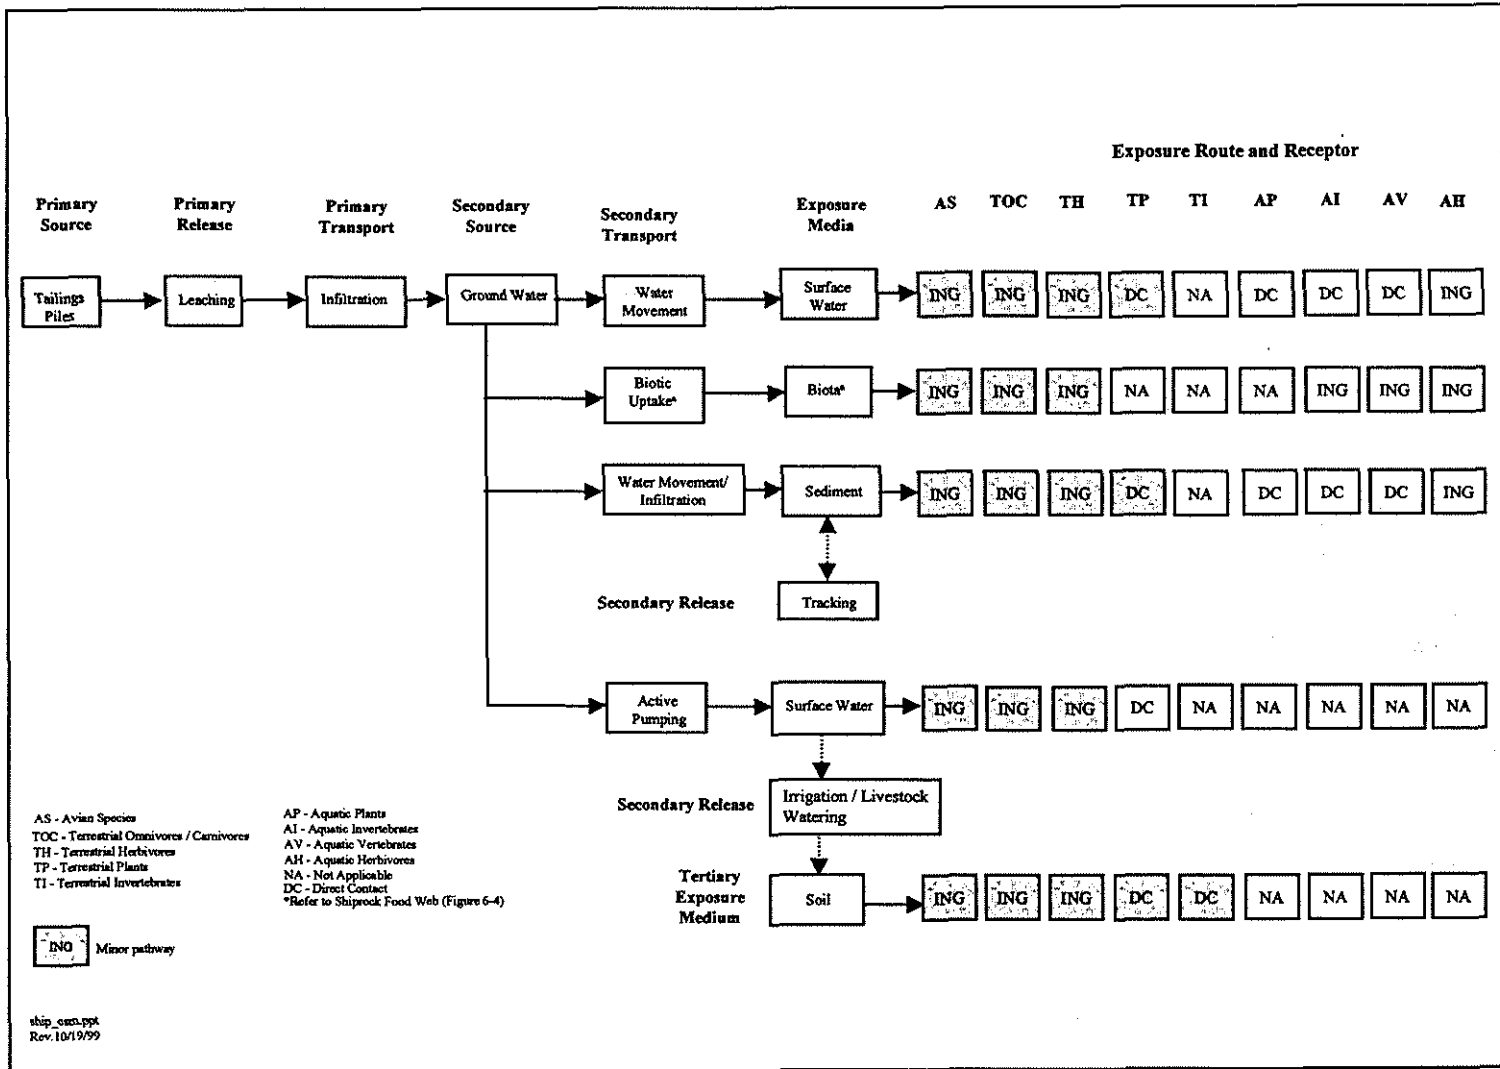 Exposure Route and Receptor
Primary Source
Primary Release
Primary Transport
Secondary Source
Secondary Transport
Exposure Media
AS TOC TH TP TI AP AI AV AH
Tailings Piles
Leaching
Infiltration
Ground Water
Water Movement
Surface Water
ING ING ING DC NA DC DC DC ING
Biotic Uptake*
Biota*
ING ING ING NA NA NA ING ING ING
Water Movement/ Infiltration
Sediment
ING ING ING DC NA DC DC DC ING
Secondary Release
Tracking
Active Pumping
Surface Water
ING ING ING DC NA NA NA NA NA
Secondary Release
Irrigation / Livestock Watering
Tertiary Exposure Medium
Soil
ING ING ING DC DC NA NA NA NA
AS - Avian Species
TOC - Terrestrial Omnivores / Carnivores
TH - Terrestrial Herbivores
TP - Terrestrial Plants
TI - Terrestrial Invertebrates
AP - Aquatic Plants
AI - Aquatic Invertebrates
AV - Aquatic Vertebrates
AH - Aquatic Herbivores
NA - Not Applicable
DC - Direct Contact
*Refer to Shiprock Food Web (Figure 6-4)
ING Minor pathway
ship_csm.ppt
Rev. 10/19/99